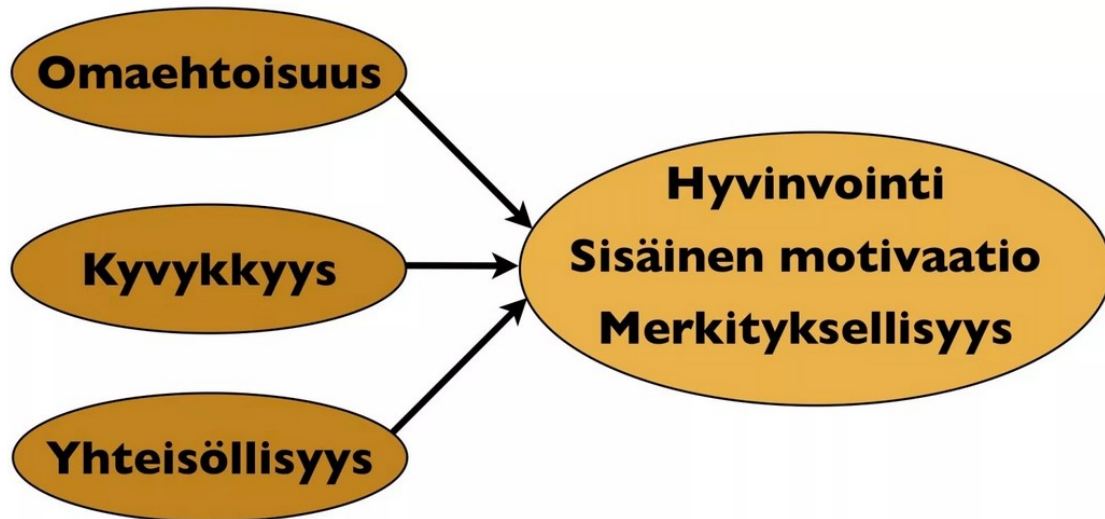 Omaehtoisuus
Kyvykkyys
Yhteisöllisyys
Hyvinvointi
Sisäinen motivaatio
Merkityksellisyys